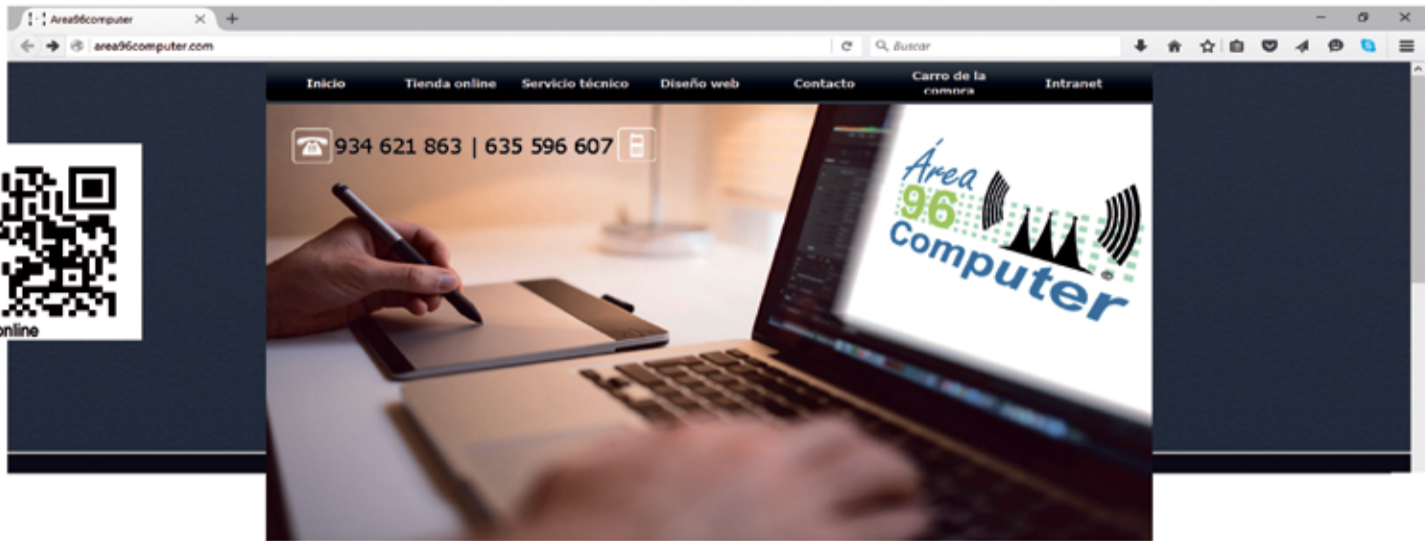 Area96computer
area96computer.com
Buscar
Inicio
Tienda online
Servicio técnico
Diseño web
Contacto
Carro de la
compra
Intranet
934 621 863 | 635 596 607
Área
96
Computer
online